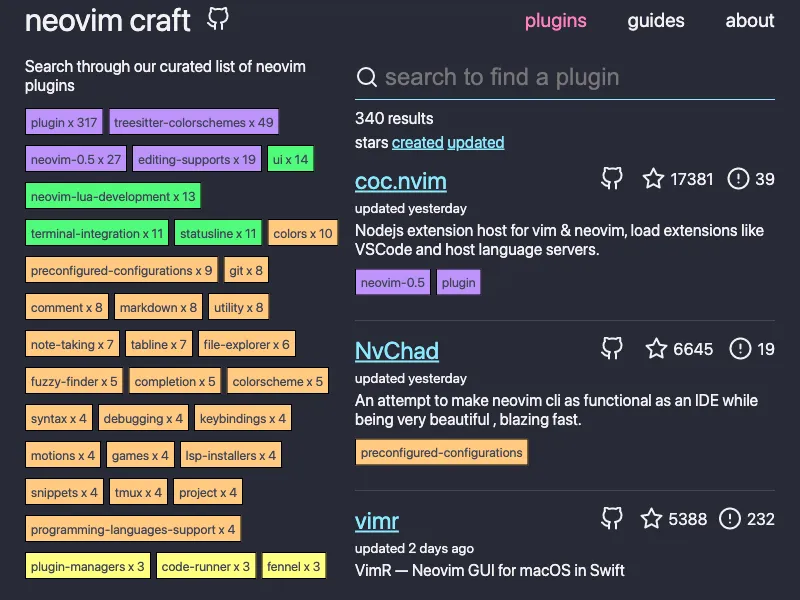 neovim craft
plugins guides about
Search through our curated list of neovim
plugins
plugin x 317 treesitter-colorschemes x 49
neovim-0.5 x 27 editing-supports x 19 ui x 14
neovim-lua-development x 13
terminal-integration x 11 statusline x 11 colors x 10
preconfigured-configurations x 9 git x 8
comment x 8 markdown x 8 utility x 8
note-taking x 7 tabline x 7 file-explorer x 6
fuzzy-finder x 5 completion x 5 colorscheme x 5
syntax x 4 debugging x 4 keybindings x 4
motions x 4 games x 4 lsp-installers x 4
snippets x 4 tmux x 4 project x 4
programming-languages-support x 4
plugin-managers x 3 code-runner x 3 fennel x 3
search to find a plugin
340 results
stars created updated
coc.nvim 17381 39
updated yesterday
Nodejs extension host for vim & neovim, load extensions like
VSCode and host language servers.
neovim-0.5 plugin
NvChad 6645 19
updated yesterday
An attempt to make neovim cli as functional as an IDE while
being very beautiful , blazing fast.
preconfigured-configurations
vimr 5388 232
updated 2 days ago
VimR — Neovim GUI for macOS in Swift